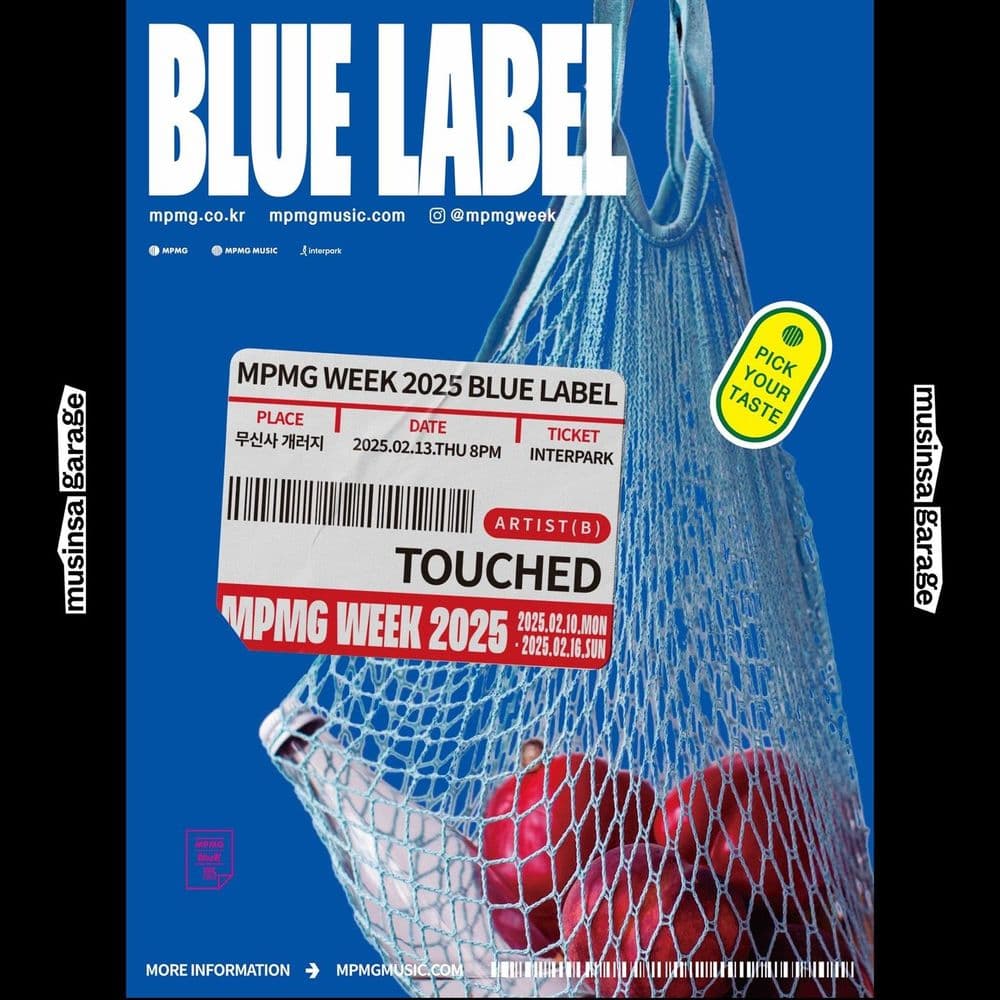 BLUE LABEL
mpmg.co.kr mpmgmusic.com @mpmgweek
MPMG MPMG MUSIC interpark
PICK
YOUR
TASTE
MPMG WEEK 2025 BLUE LABEL
PLACE DATE TICKET
무신사 개러지 2025.02.13.THU 8PM INTERPARK
ARTIST(B)
TOUCHED
MPMG WEEK 2025 2025.02.10.MON
- 2025.02.16.SUN
musinsa garage
musinsa garage
MPMG
WeeK
MORE INFORMATION → MPMGMUSIC.COM